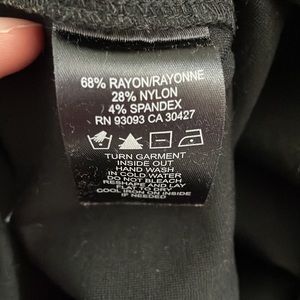 68% RAYON/RAYONNE
28% NYLON
4% SPANDEX
RN 93093 CA 30427
TURN GARMENT
INSIDE OUT
HAND WASH
IN COLD WATER
DO NOT BLEACH
RESHAPE AND LAY
FLAT TO DRY
COOL IRON ON INSIDE
IF NEEDED